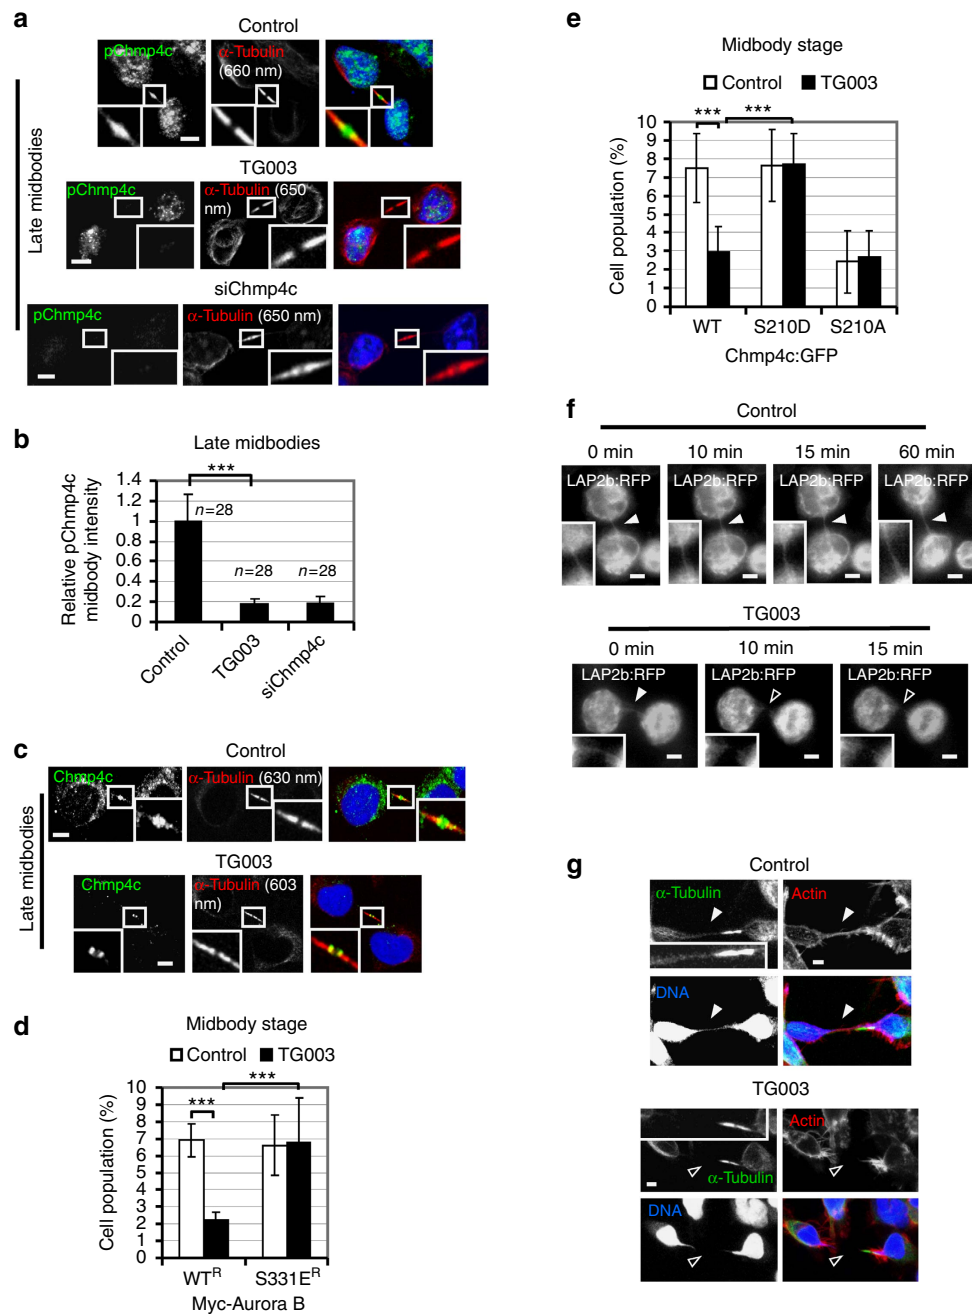 a
Control
pChmp4c
α-Tubulin
(660 nm)
Late midbodies
TG003
pChmp4c
α-Tubulin (650
nm)
siChmp4c
pChmp4c
α-Tubulin (650 nm)
b
Late midbodies
Relative pChmp4c
midbody intensity
1.4
1.2
1
0.8
0.6
0.4
0.2
0
***
n=28
n=28
n=28
Control
TG003
siChmp4c
c
Control
Chmp4c
α-Tubulin (630 nm)
Late midbodies
TG003
Chmp4c
α-Tubulin (603
nm)
d
Midbody stage
Control
TG003
Cell population (%)
10
9
8
7
6
5
4
3
2
1
0
***
***
WTᴿ
S331Eᴿ
Myc-Aurora B
e
Midbody stage
Control
TG003
Cell population (%)
10
9
8
7
6
5
4
3
2
1
0
***
***
WT
S210D
S210A
Chmp4c:GFP
f
Control
0 min
10 min
15 min
60 min
LAP2b:RFP
LAP2b:RFP
LAP2b:RFP
LAP2b:RFP
TG003
0 min
10 min
15 min
LAP2b:RFP
LAP2b:RFP
LAP2b:RFP
g
Control
α-Tubulin
Actin
DNA
TG003
α-Tubulin
Actin
DNA